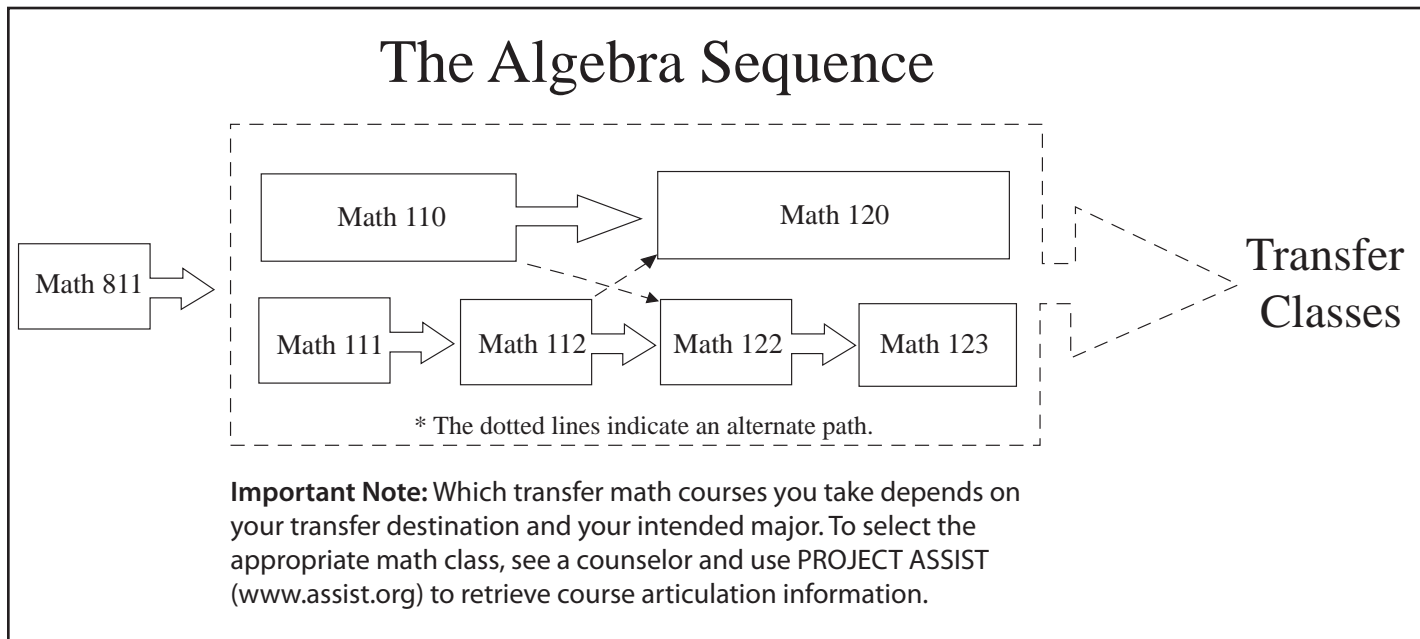 The Algebra Sequence
Math 110
Math 120
Math 811
Math 111
Math 112
Math 122
Math 123
Transfer
Classes
* The dotted lines indicate an alternate path.
Important Note: Which transfer math courses you take depends on
your transfer destination and your intended major. To select the
appropriate math class, see a counselor and use PROJECT ASSIST
(www.assist.org) to retrieve course articulation information.